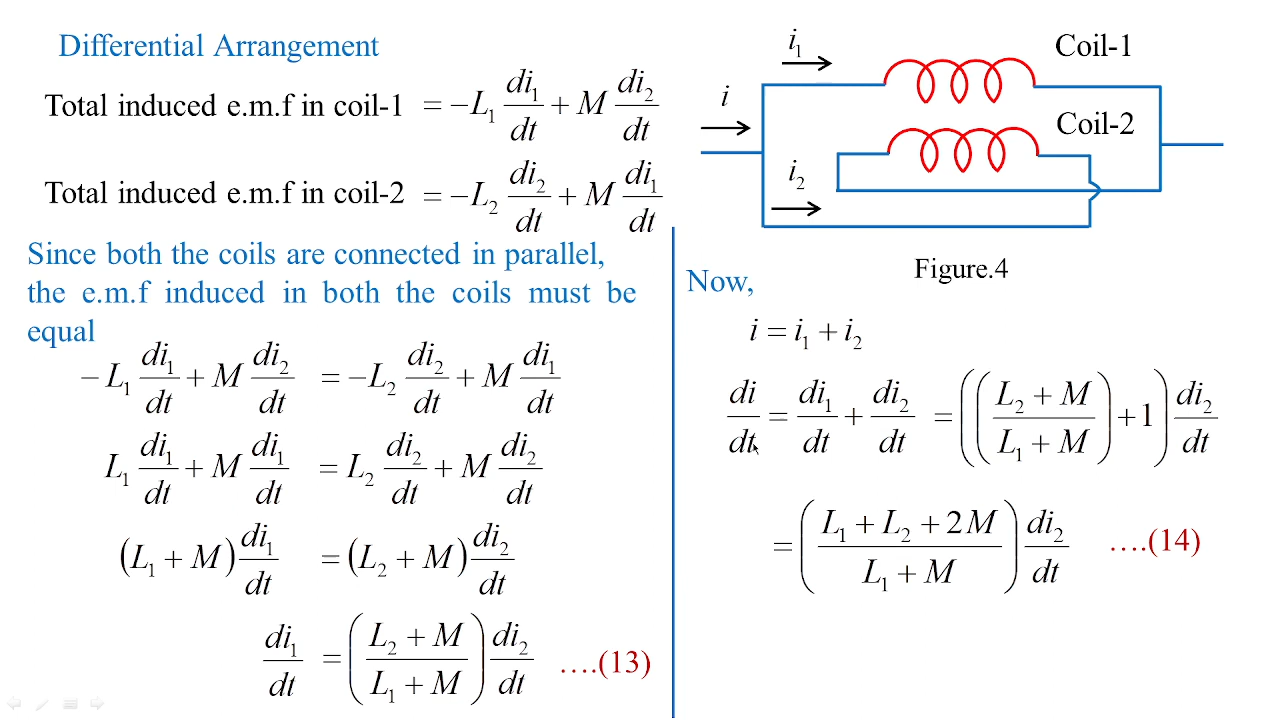 Differential Arrangement
Total induced e.m.f in coil-1 = −L₁ di₁/dt + M di₂/dt
Total induced e.m.f in coil-2 = −L₂ di₂/dt + M di₁/dt
Since both the coils are connected in parallel,
the e.m.f induced in both the coils must be
equal
−L₁ di₁/dt + M di₂/dt = −L₂ di₂/dt + M di₁/dt
L₁ di₁/dt + M di₁/dt = L₂ di₂/dt + M di₂/dt
(L₁ + M) di₁/dt = (L₂ + M) di₂/dt
di₁/dt = ((L₂ + M)/(L₁ + M)) di₂/dt ….(13)
i₁
Coil-1
i
Coil-2
i₂
Figure.4
Now,
i = i₁ + i₂
di/dt = di₁/dt + di₂/dt = (((L₂ + M)/(L₁ + M)) + 1) di₂/dt
= ((L₁ + L₂ + 2M)/(L₁ + M)) di₂/dt ….(14)